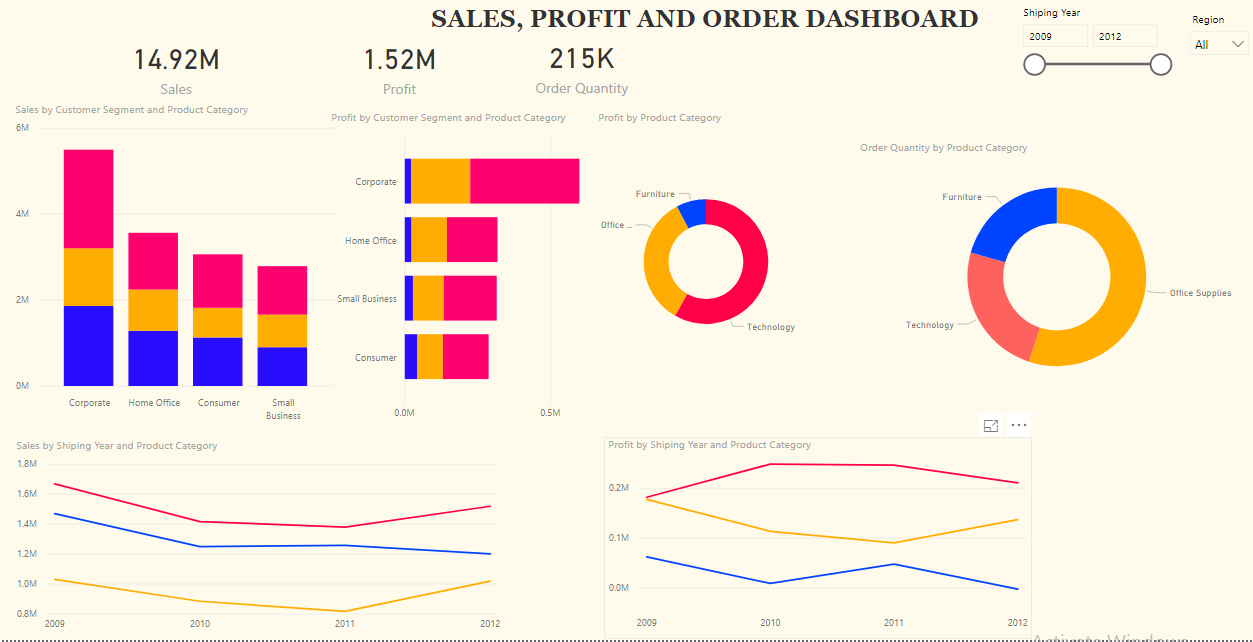 SALES, PROFIT AND ORDER DASHBOARD
Shiping Year
2009
2012
Region
All
14.92M
Sales
1.52M
Profit
215K
Order Quantity
Sales by Customer Segment and Product Category
6M
4M
2M
0M
Corporate
Home Office
Consumer
Small
Business
Profit by Customer Segment and Product Category
Corporate
Home Office
Small Business
Consumer
0.0M
0.5M
Profit by Product Category
Furniture
Office ...
Technology
Order Quantity by Product Category
Furniture
Technology
Office Supplies
Sales by Shiping Year and Product Category
1.8M
1.6M
1.4M
1.2M
1.0M
0.8M
2009
2010
2011
2012
Profit by Shiping Year and Product Category
0.2M
0.1M
0.0M
2009
2010
2011
2012